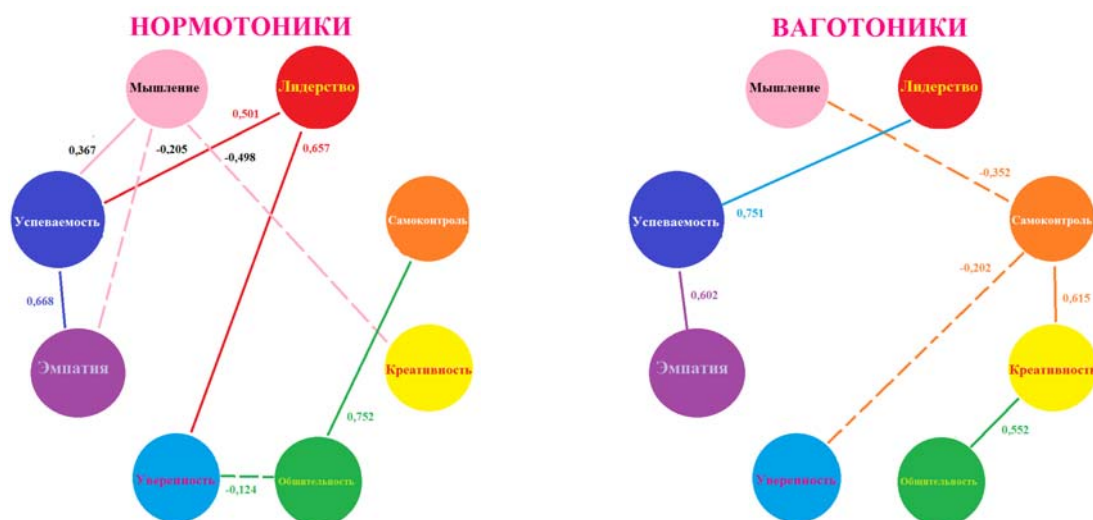 НОРМОТОНИКИ
Мышление
Лидерство
0,501
0,367
-0,205
-0,498
0,657
Успеваемость
Самоконтроль
0,668
Эмпатия
Креативность
0,752
Уверенность
-0,124
Общительность
ВАГОТОНИКИ
Мышление
Лидерство
-0,352
0,751
Успеваемость
Самоконтроль
-0,202
0,602
0,615
Эмпатия
Креативность
0,552
Уверенность
Общительность